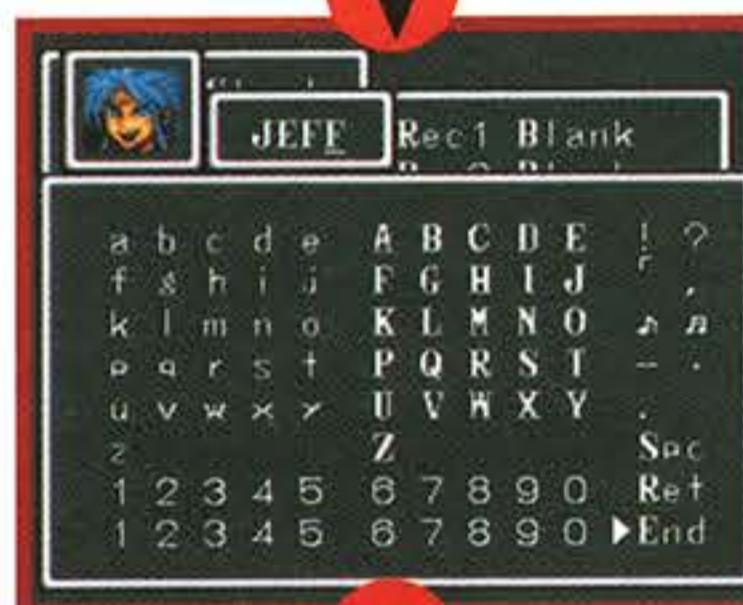 JEFF
Rec1 Blank
a b c d e A B C D E ! ?
f g h i j F G H I J 「 ,
k l m n o K L M N O ♪ ♫
p q r s t P Q R S T — ·
u v w x y U V W X Y .
z Z Spc
1 2 3 4 5 6 7 8 9 0 Ret
1 2 3 4 5 6 7 8 9 0 ▶End